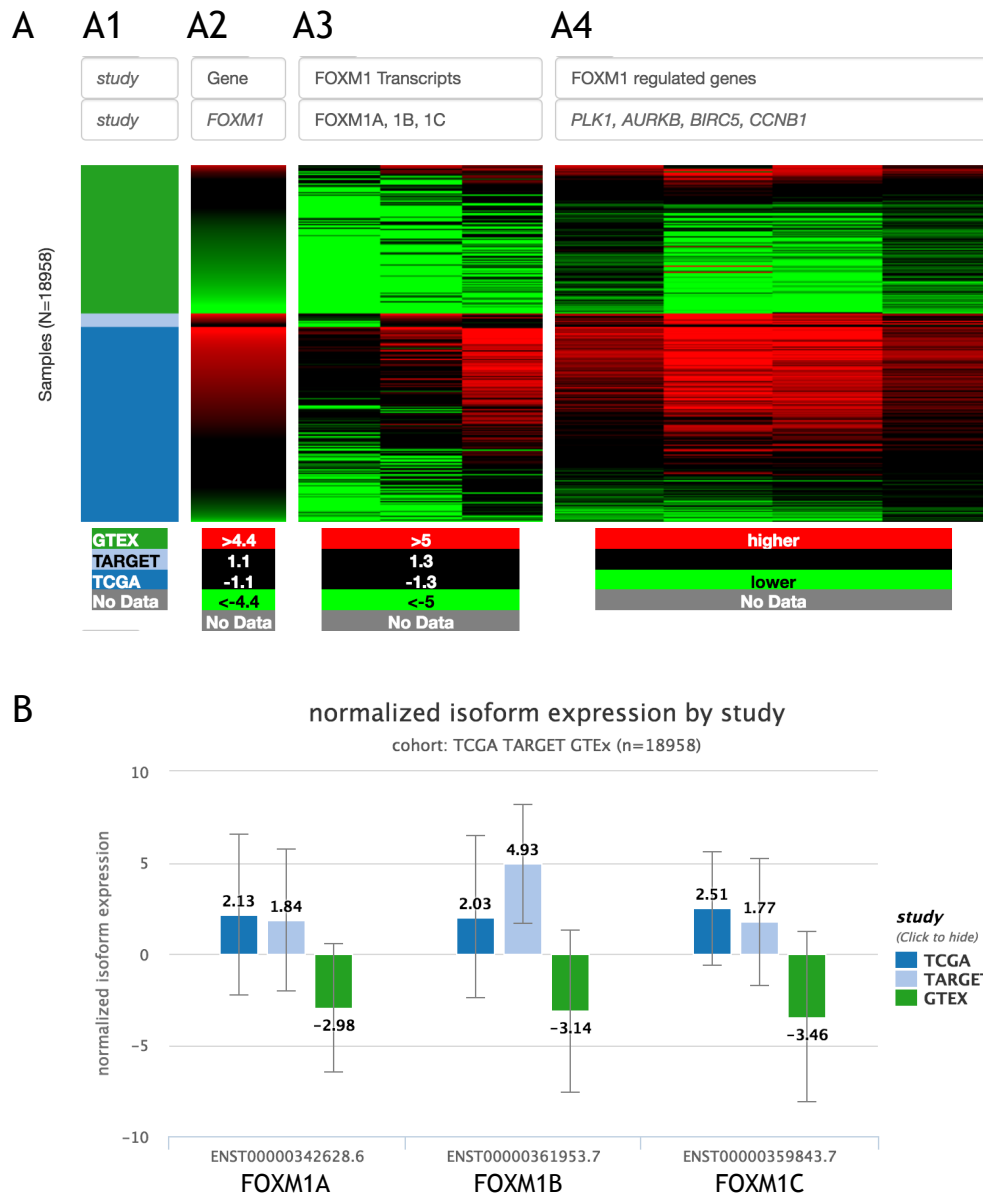 A A1 A2 A3 A4
study Gene FOXM1 Transcripts FOXM1 regulated genes
study FOXM1 FOXM1A, 1B, 1C PLK1, AURKB, BIRC5, CCNB1
Samples (N=18958)
GTEX >4.4 >5 higher
TARGET 1.1 1.3
TCGA -1.1 -1.3 lower
No Data <-4.4 <-5 No Data
No Data No Data
B
normalized isoform expression by study
cohort: TCGA TARGET GTEx (n=18958)
normalized isoform expression
10
5
0
−5
−10
2.13 1.84 −2.98
2.03 4.93 −3.14
2.51 1.77 −3.46
study
(Click to hide)
TCGA
TARGET
GTEX
ENST00000342628.6 ENST00000361953.7 ENST00000359843.7
FOXM1A FOXM1B FOXM1C